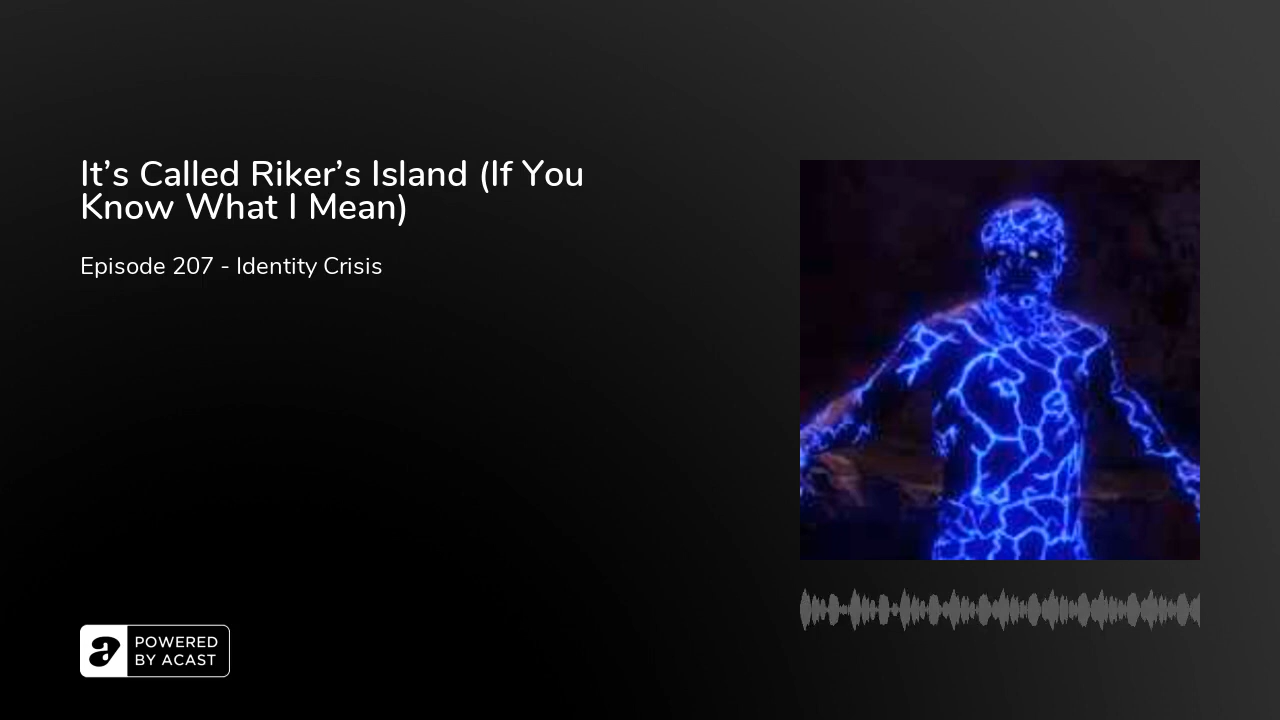 It’s Called Riker’s Island (If You
Know What I Mean)
Episode 207 - Identity Crisis
a POWERED
BY ACAST